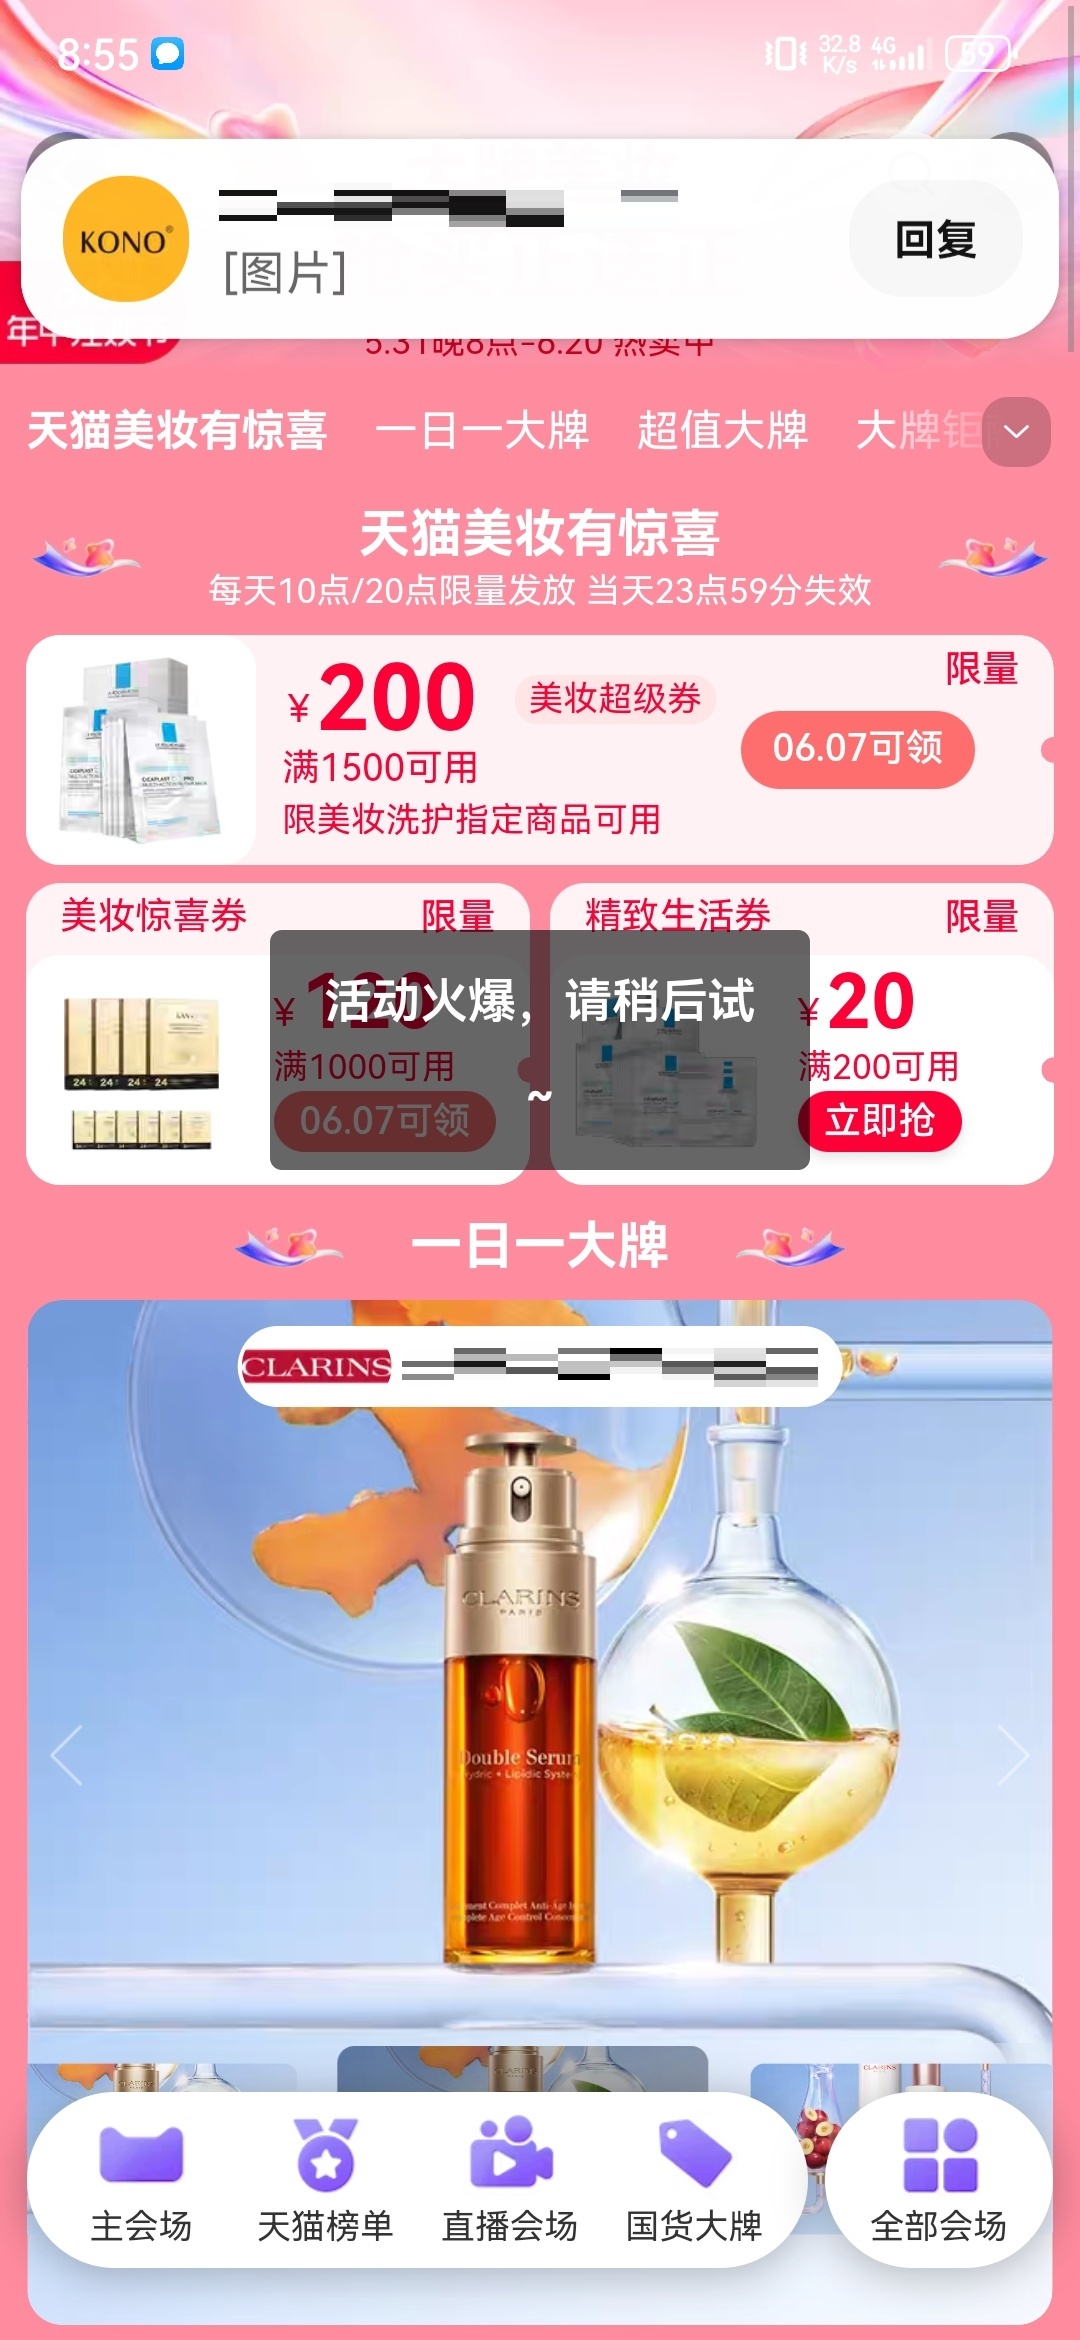 8:55
32.8
K/s
4G
59
KONO
[图片]
回复
5.31晚8点-6.20 热卖中
天猫美妆有惊喜
一日一大牌
超值大牌
大牌钜
天猫美妆有惊喜
每天10点/20点限量发放 当天23点59分失效
¥200
美妆超级券
限量
满1500可用
06.07可领
限美妆洗护指定商品可用
美妆惊喜券
限量
¥120
满1000可用
06.07可领
精致生活券
限量
¥20
满200可用
立即抢
活动火爆，请稍后试
~
一日一大牌
CLARINS
CLARINS
PARIS
Double Serum
主会场
天猫榜单
直播会场
国货大牌
全部会场